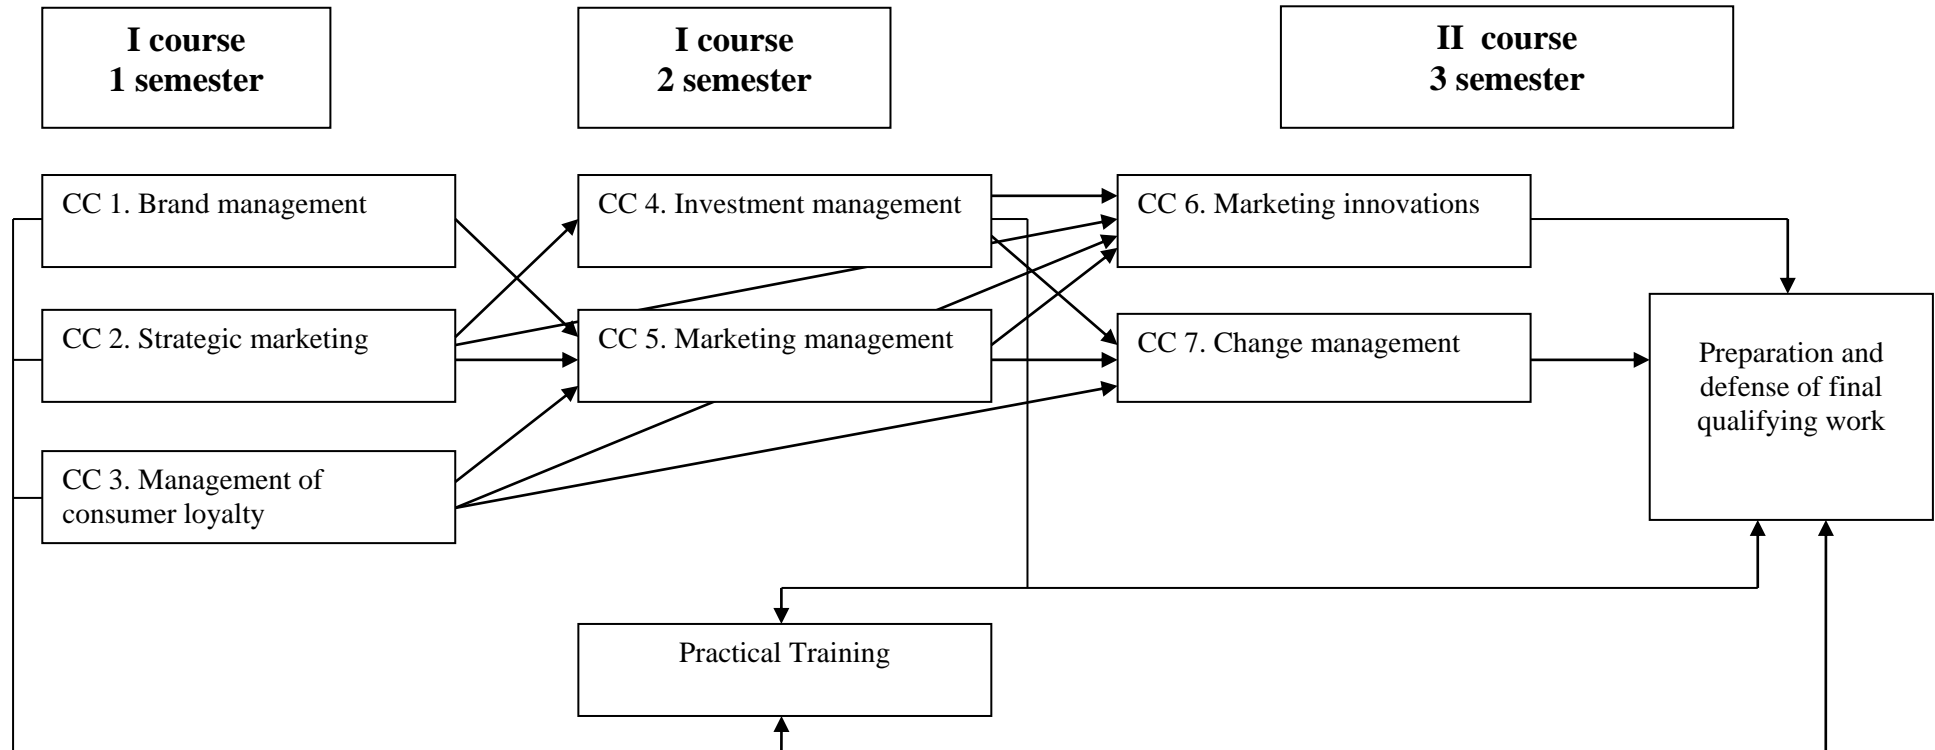 I course
1 semester
I course
2 semester
II course
3 semester
CC 1. Brand management
CC 4. Investment management
CC 6. Marketing innovations
CC 2. Strategic marketing
CC 5. Marketing management
CC 7. Change management
Preparation and
defense of final
qualifying work
CC 3. Management of
consumer loyalty
Practical Training